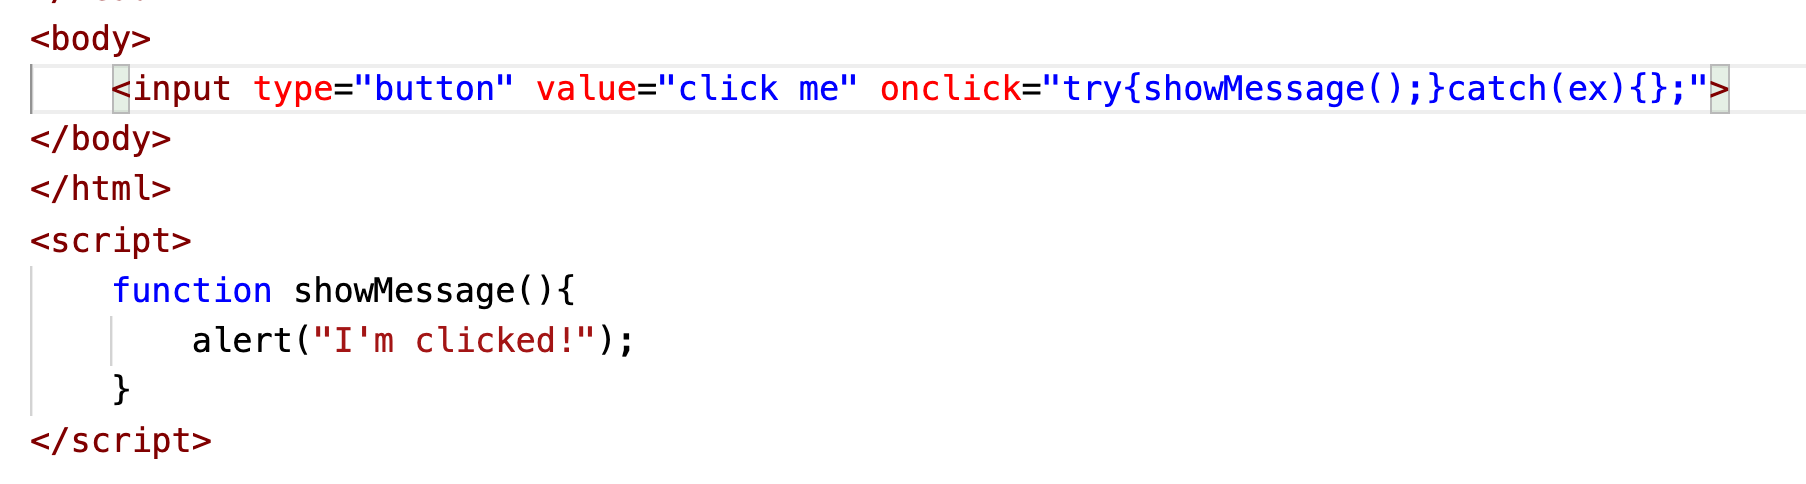 <body>
    <input type="button" value="click me" onclick="try{showMessage();}catch(ex){};">
</body>
</html>
<script>
    function showMessage(){
        alert("I'm clicked!");
    }
</script>